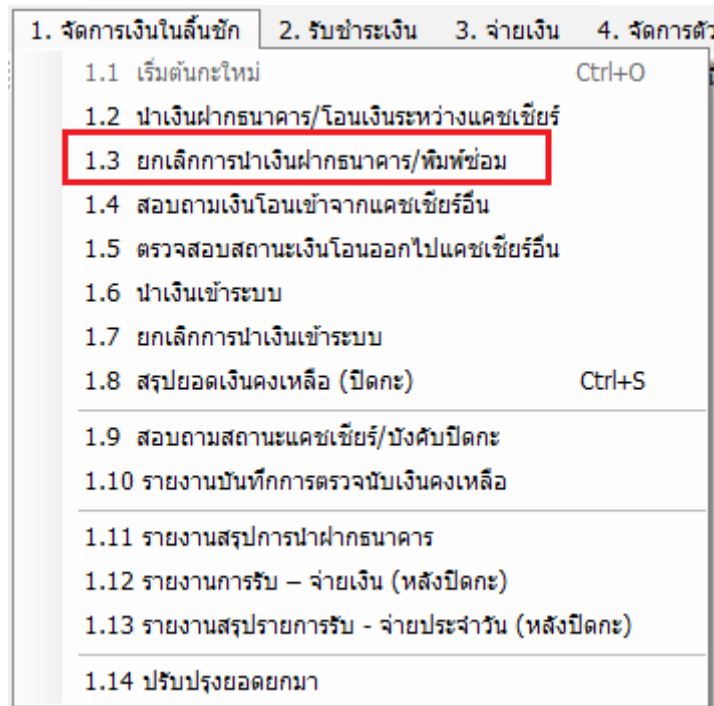 1. จัดการเงินในลิ้นชัก 2. รับชำระเงิน 3. จ่ายเงิน 4. จัดการตัว
1.1 เริ่มต้นกะใหม่ Ctrl+O
1.2 นำเงินฝากธนาคาร/โอนเงินระหว่างแคชเชียร์
1.3 ยกเลิกการนำเงินฝากธนาคาร/พิมพ์ซ่อม
1.4 สอบถามเงินโอนเข้าจากแคชเชียร์อื่น
1.5 ตรวจสอบสถานะเงินโอนออกไปแคชเชียร์อื่น
1.6 นำเงินเข้าระบบ
1.7 ยกเลิกการนำเงินเข้าระบบ
1.8 สรุปยอดเงินคงเหลือ (ปิดกะ) Ctrl+S
1.9 สอบถามสถานะแคชเชียร์/บังคับปิดกะ
1.10 รายงานบันทึกการตรวจนับเงินคงเหลือ
1.11 รายงานสรุปการนำฝากธนาคาร
1.12 รายงานการรับ – จ่ายเงิน (หลังปิดกะ)
1.13 รายงานสรุปรายการรับ - จ่ายประจำวัน (หลังปิดกะ)
1.14 ปรับปรุงยอดยกมา